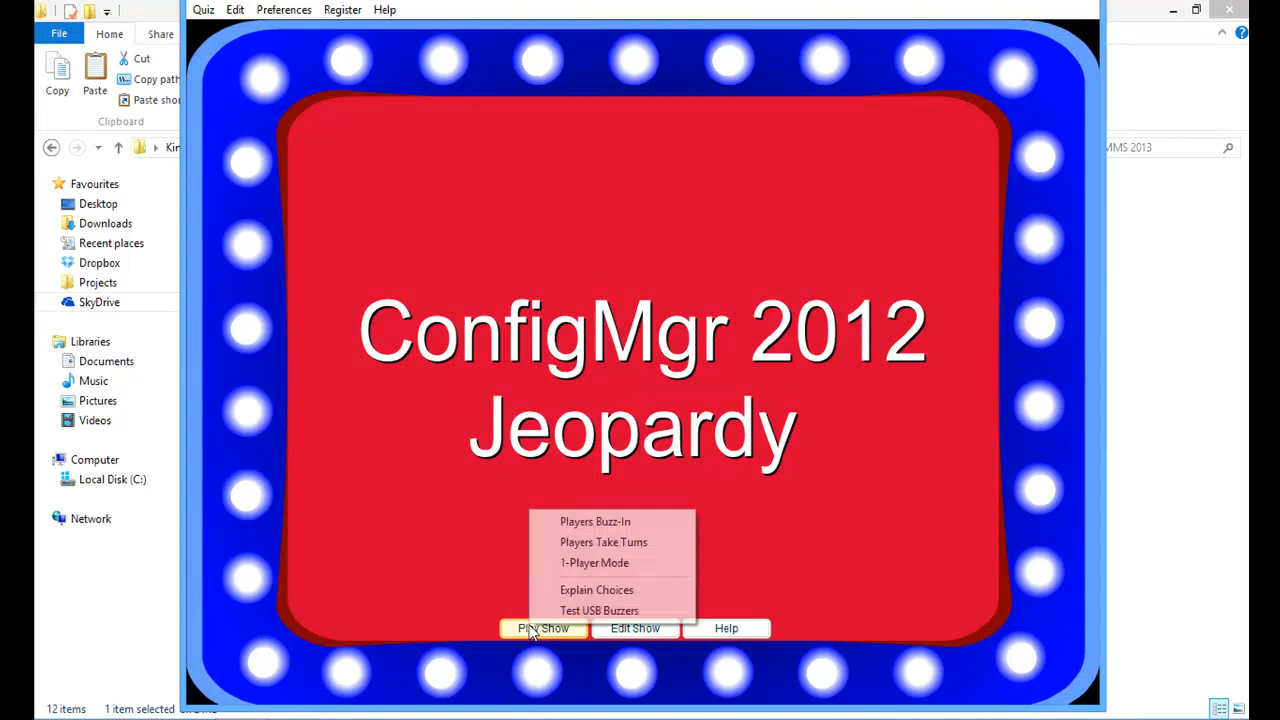 Quiz Edit Preferences Register Help
File Home Share
Copy Paste Cut
Copy path
Paste
Clipboard
MMS 2013
Favourites
Desktop
Downloads
Recent places
Dropbox
Projects
SkyDrive
Libraries
Documents
Music
Pictures
Videos
Computer
Local Disk (C:)
Network
ConfigMgr 2012
Jeopardy
Players Buzz-In
Players Take Turns
1-Player Mode
Explain Choices
Test USB Buzzers
Play Show Edit Show Help
12 items 1 item selected